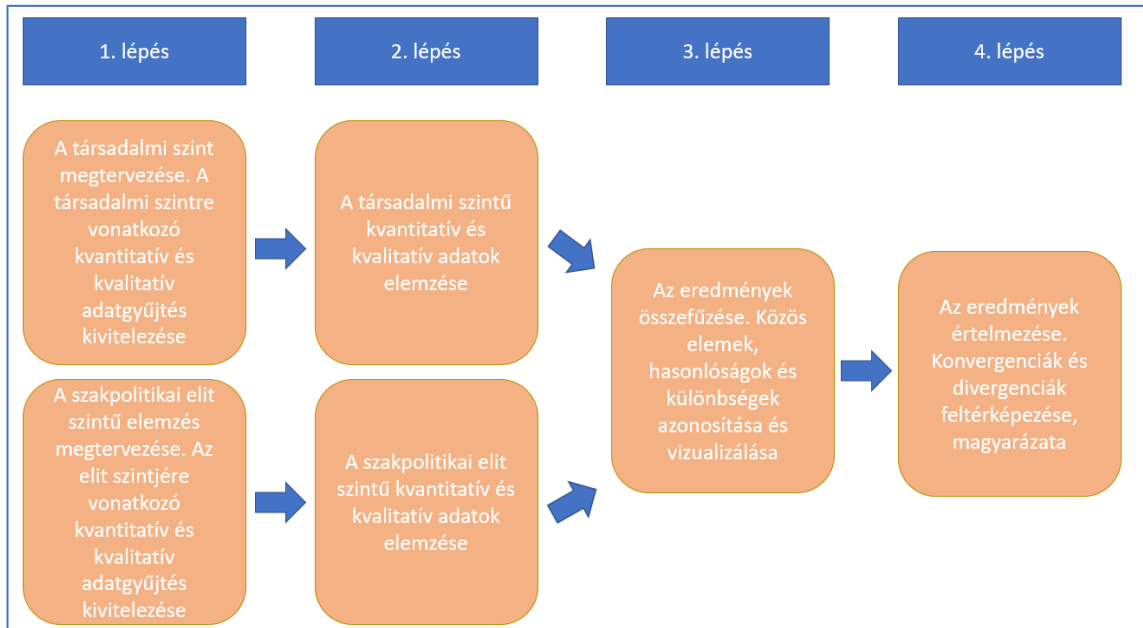 1. lépés
2. lépés
3. lépés
4. lépés
A társadalmi szint
megtervezése. A
társadalmi szintre
vonatkozó
kvantitatív és
kvalitatív
adatgyűjtés
kivitelezése
A társadalmi szintű
kvantitatív és
kvalitatív adatok
elemzése
A szakpolitikai elit
szintű elemzés
megtervezése. Az
elit szintjére
vonatkozó
kvantitatív és
kvalitatív
adatgyűjtés
kivitelezése
A szakpolitikai elit
szintű kvantitatív és
kvalitatív adatok
elemzése
Az eredmények
összefűzése. Közös
elemek,
hasonlóságok és
különbségek
azonosítása és
vizualizálása
Az eredmények
értelmezése.
Konvergenciák és
divergenciák
feltérképezése,
magyarázata